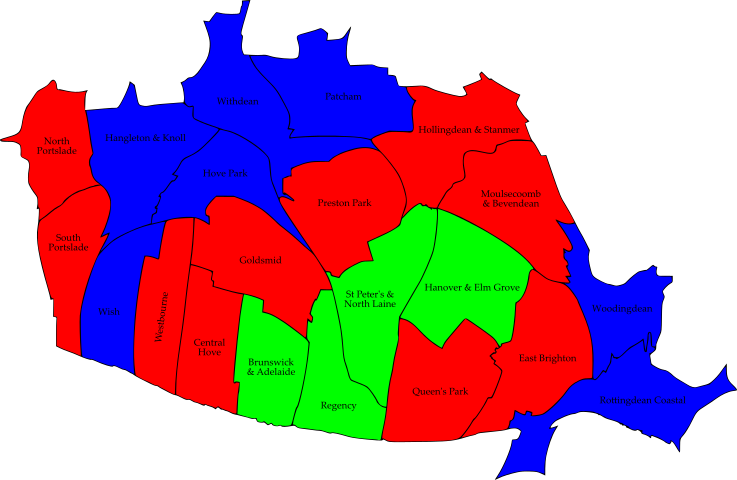 Withdean
Patcham
Hangleton & Knoll
Hollingdean & Stanmer
North
Portslade
Hove Park
Moulsecoomb
& Bevendean
Preston Park
South
Portslade
Goldsmid
Hanover & Elm Grove
St Peter's &
North Laine
Wish
Westbourne
Woodingdean
Central
Hove
East Brighton
Brunswick
& Adelaide
Queen's Park
Rottingdean Coastal
Regency